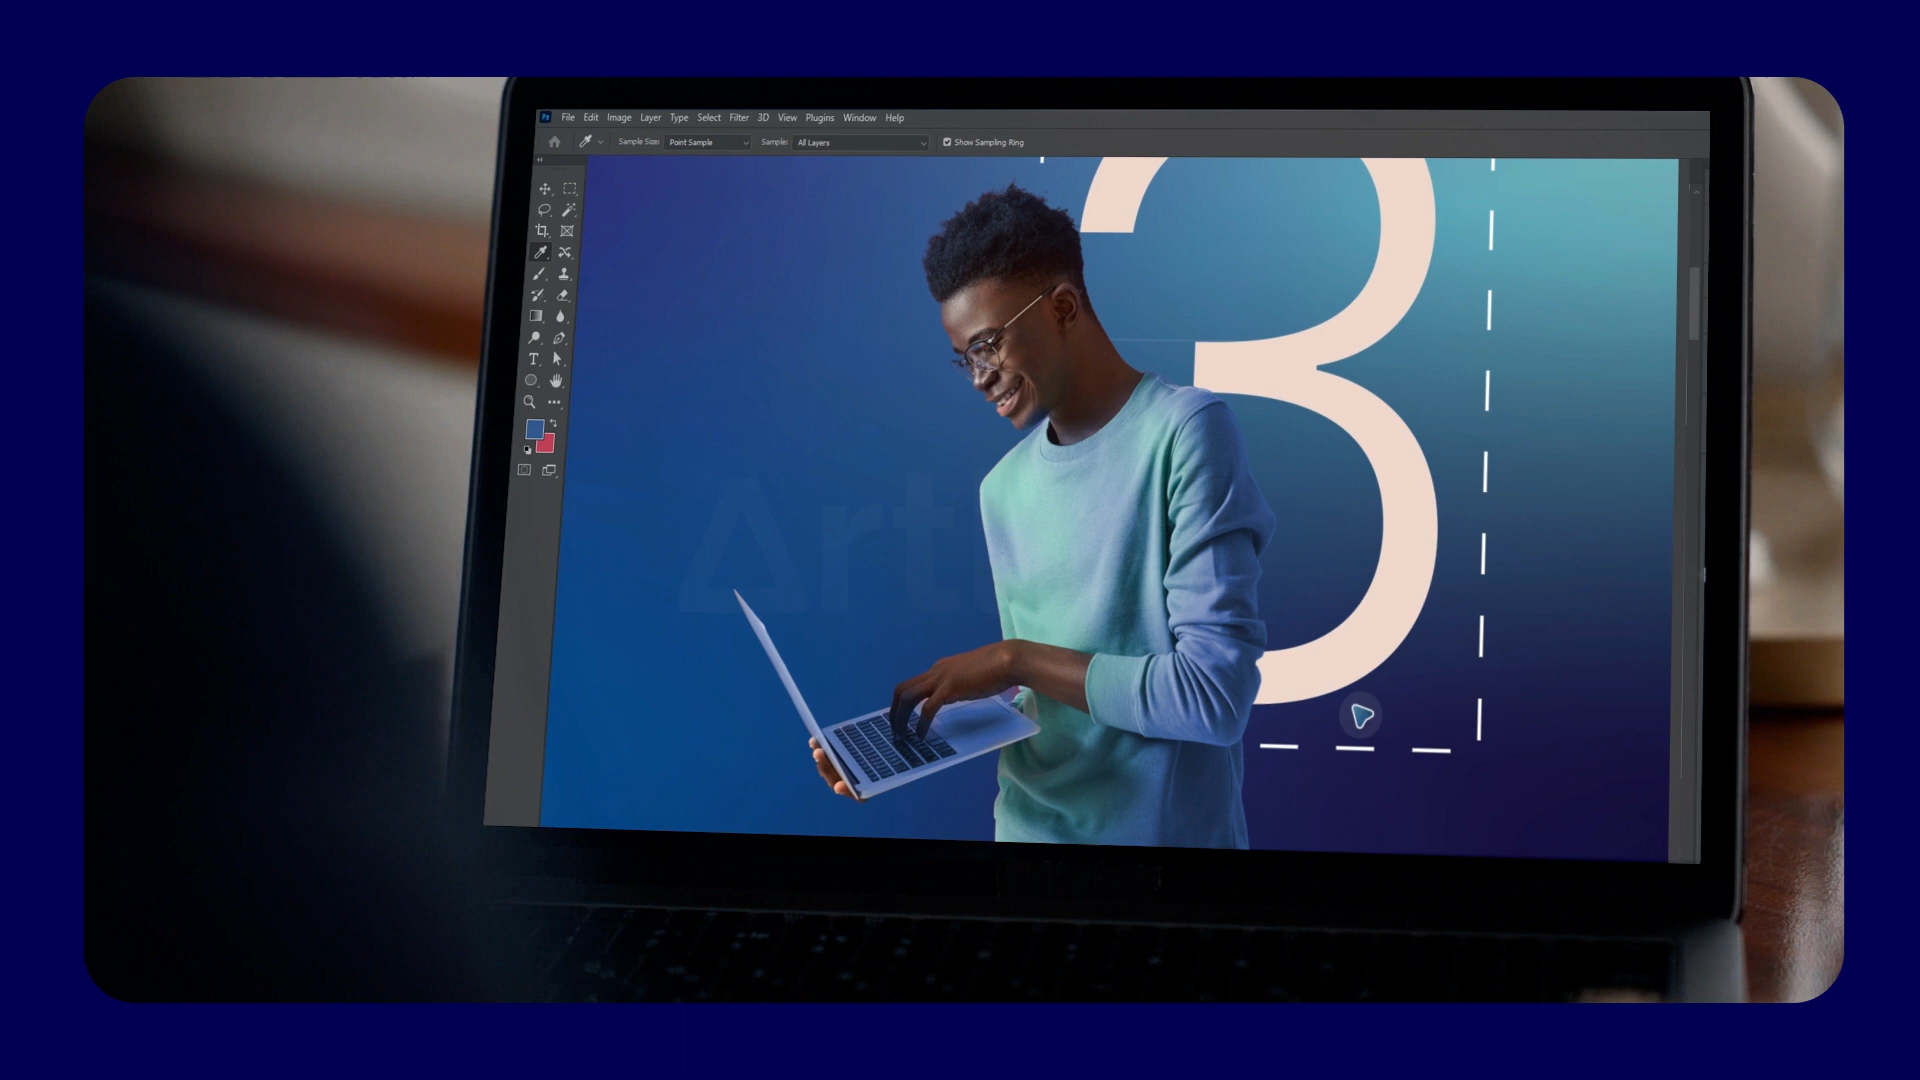 Ps File Edit Image Layer Type Select Filter 3D View Plugins Window Help
Sample Size: Point Sample Sample: All Layers Show Sampling Ring
3
Art